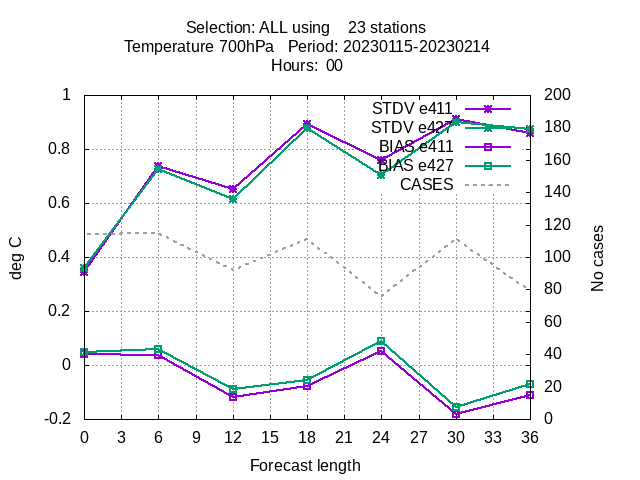 Selection: ALL using 23 stations
Temperature 700hPa Period: 20230115-20230214
Hours: 00
STDV e411
STDV e427
BIAS e411
BIAS e427
CASES
1
0.8
0.6
0.4
0.2
0
-0.2
deg C
200
180
160
140
120
100
80
60
40
20
0
No cases
0 3 6 9 12 15 18 21 24 27 30 33 36
Forecast length